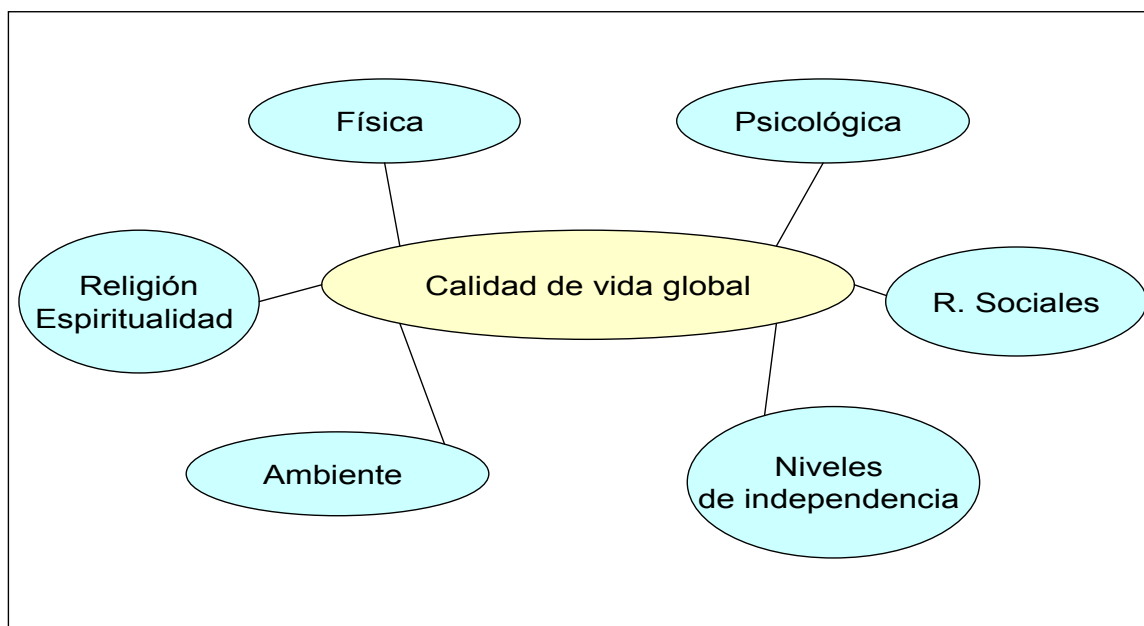 Física
Psicológica
Religión
Espiritualidad
Calidad de vida global
R. Sociales
Ambiente
Niveles
de independencia